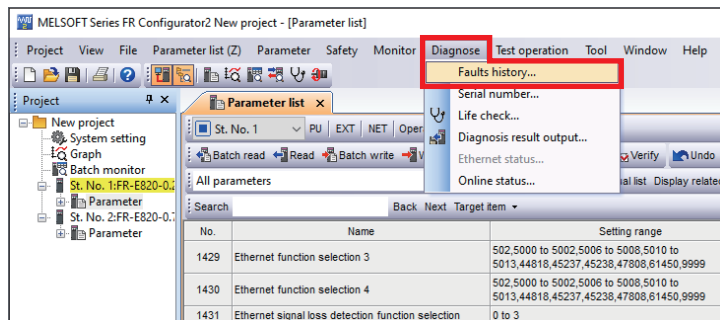 MELSOFT Series FR Configurator2 New project - [Parameter list]
Project View File Parameter list (Z) Parameter Safety Monitor Diagnose Test operation Tool Window Help
Faults history...
Serial number...
Life check...
Diagnosis result output...
Ethernet status...
Online status...
Project
New project
System setting
Graph
Batch monitor
St. No. 1:FR-E820-0.2
Parameter
St. No. 2:FR-E820-0.7
Parameter
Parameter list
St. No. 1 PU EXT NET Oper
Batch read Read Batch write W Verify Undo
All parameters al list Display relate
Search Back Next Target item
No. Name Setting range
1429 Ethernet function selection 3 502,5000 to 5002,5006 to 5008,5010 to
5013,44818,45237,45238,47808,61450,9999
1430 Ethernet function selection 4 502,5000 to 5002,5006 to 5008,5010 to
5013,44818,45237,45238,47808,61450,9999
1431 Ethernet signal loss detection function selection 0 to 3